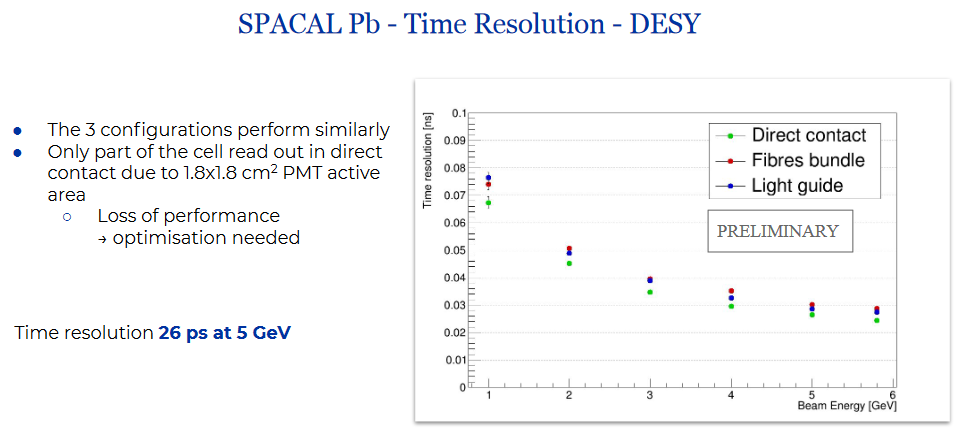 SPACAL Pb - Time Resolution - DESY
● The 3 configurations perform similarly
● Only part of the cell read out in direct
contact due to 1.8x1.8 cm² PMT active
area
○ Loss of performance
→ optimisation needed
Time resolution 26 ps at 5 GeV
Time resolution [ns]
0.1
0.09
0.08
0.07
0.06
0.05
0.04
0.03
0.02
0.01
0
Direct contact
Fibres bundle
Light guide
PRELIMINARY
1 2 3 4 5 6
Beam Energy [GeV]